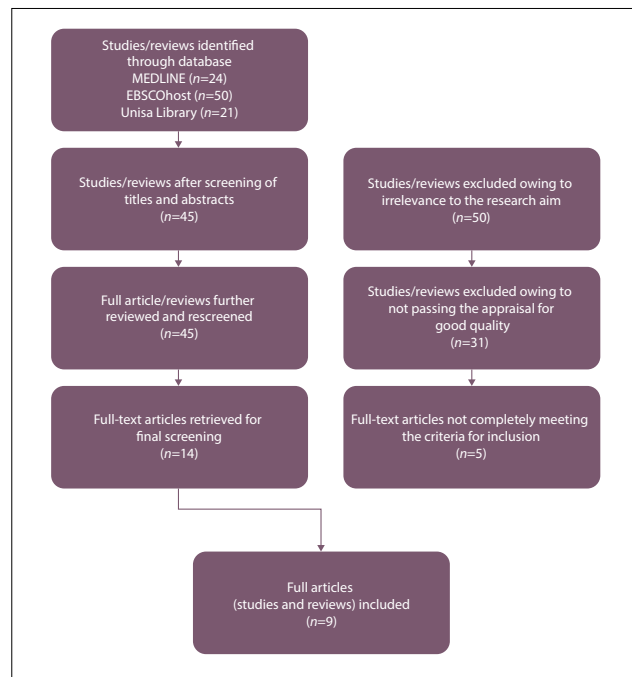 Studies/reviews identified
through database
MEDLINE (n=24)
EBSCOhost (n=50)
Unisa Library (n=21)
Studies/reviews after screening of
titles and abstracts
(n=45)
Studies/reviews excluded owing to
irrelevance to the research aim
(n=50)
Full article/reviews further
reviewed and rescreened
(n=45)
Studies/reviews excluded owing to
not passing the appraisal for
good quality
(n=31)
Full-text articles retrieved for
final screening
(n=14)
Full-text articles not completely meeting
the criteria for inclusion
(n=5)
Full articles
(studies and reviews) included
(n=9)